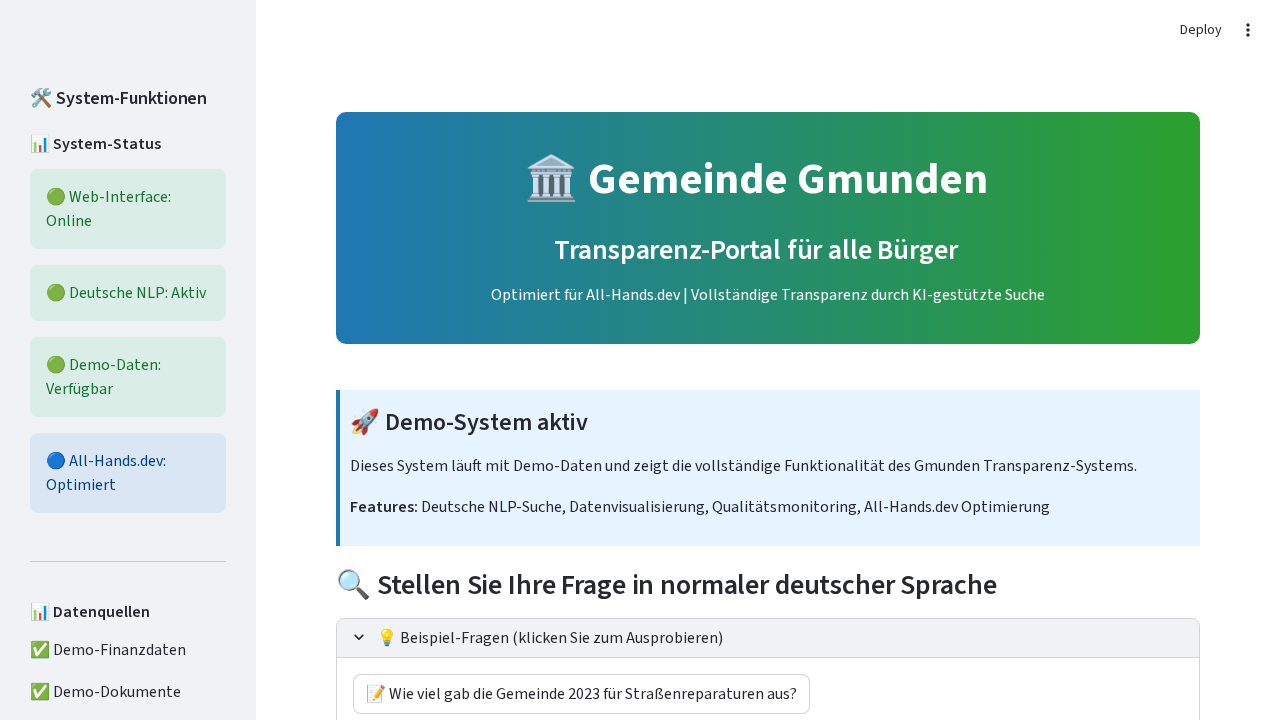 Deploy
🛠️ System-Funktionen
📊 System-Status
🟢 Web-Interface:
Online
🟢 Deutsche NLP: Aktiv
🟢 Demo-Daten:
Verfügbar
🔵 All-Hands.dev:
Optimiert
📊 Datenquellen
✅ Demo-Finanzdaten
✅ Demo-Dokumente
🏛️ Gemeinde Gmunden
Transparenz-Portal für alle Bürger
Optimiert für All-Hands.dev | Vollständige Transparenz durch KI-gestützte Suche
🚀 Demo-System aktiv
Dieses System läuft mit Demo-Daten und zeigt die vollständige Funktionalität des Gmunden Transparenz-Systems.
Features: Deutsche NLP-Suche, Datenvisualisierung, Qualitätsmonitoring, All-Hands.dev Optimierung
🔍 Stellen Sie Ihre Frage in normaler deutscher Sprache
💡 Beispiel-Fragen (klicken Sie zum Ausprobieren)
📝 Wie viel gab die Gemeinde 2023 für Straßenreparaturen aus?